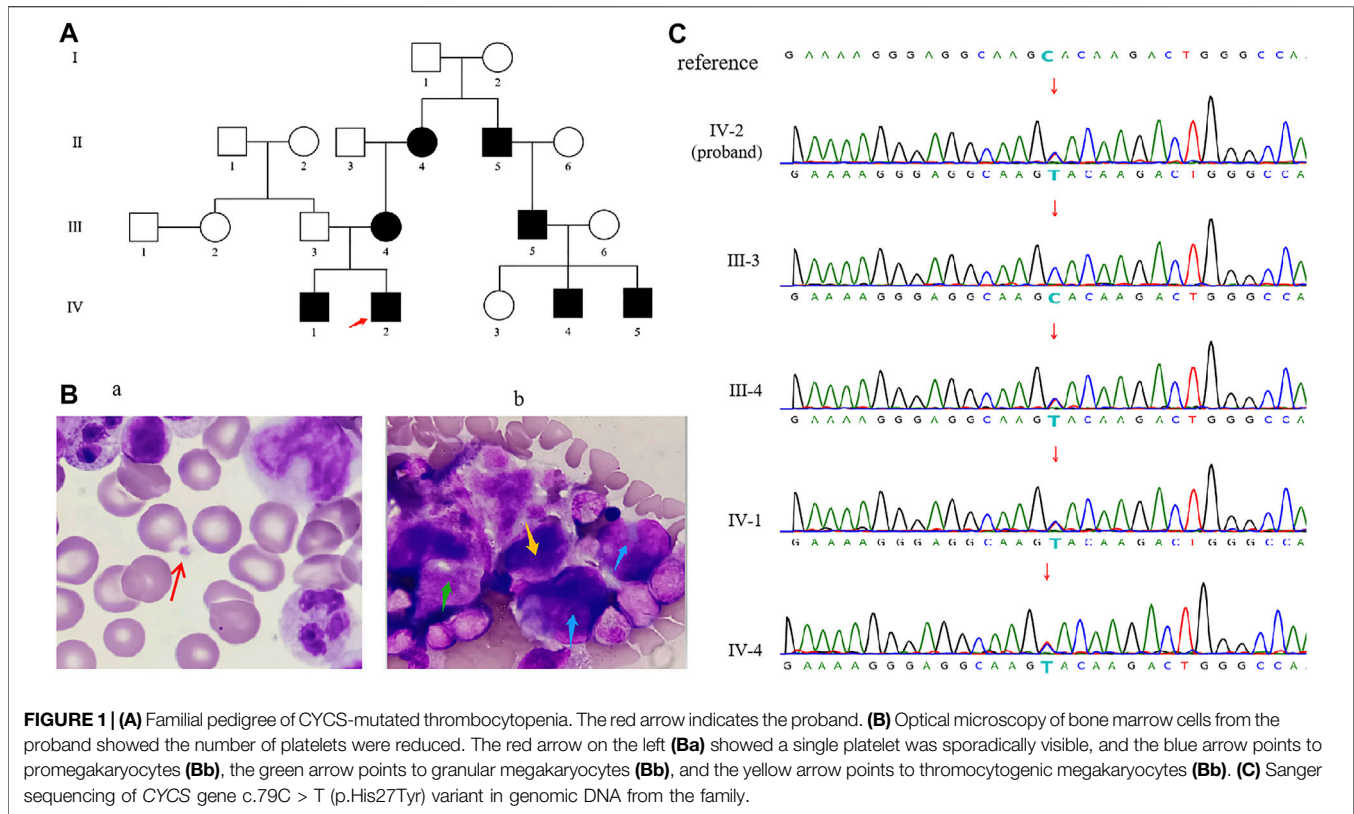 A
I
1 2
II
1 2 3 4 5 6
III
1 2 3 4 5 6
IV
1 2 3 4 5
B
a
b
C
reference
G A A A A G G G A G G C A A G C A C A A G A C T G G G C C A
IV-2
(proband)
G A A A A G G G A G G C A A G T A C A A G A C T G G G C C A
III-3
G A A A A G G G A G G C A A G C A C A A G A C T G G G C C A
III-4
G A A A A G G G A G G C A A G T A C A A G A C T G G G C C A
IV-1
G A A A A G G G A G G C A A G T A C A A G A C T G G G C C A
IV-4
G A A A A G G G A G G C A A G T A C A A G A C T G G G C C A
FIGURE 1 | (A) Familial pedigree of CYCS-mutated thrombocytopenia. The red arrow indicates the proband. (B) Optical microscopy of bone marrow cells from the
proband showed the number of platelets were reduced. The red arrow on the left (Ba) showed a single platelet was sporadically visible, and the blue arrow points to
promegakaryocytes (Bb), the green arrow points to granular megakaryocytes (Bb), and the yellow arrow points to thromocytogenic megakaryocytes (Bb). (C) Sanger
sequencing of CYCS gene c.79C > T (p.His27Tyr) variant in genomic DNA from the family.